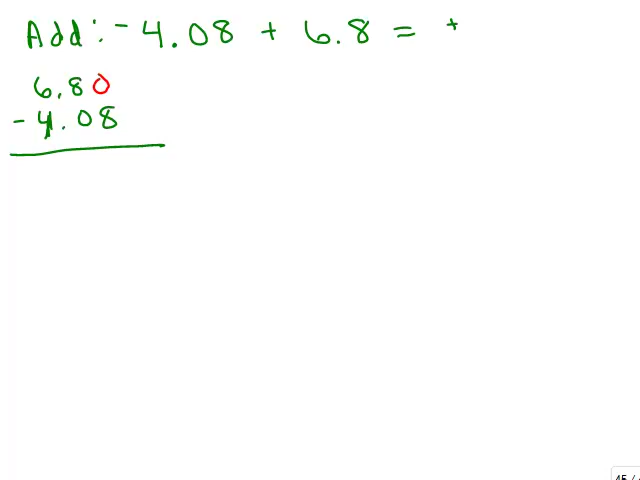 Add: -4.08 + 6.8 = +
6.80
- 4.08